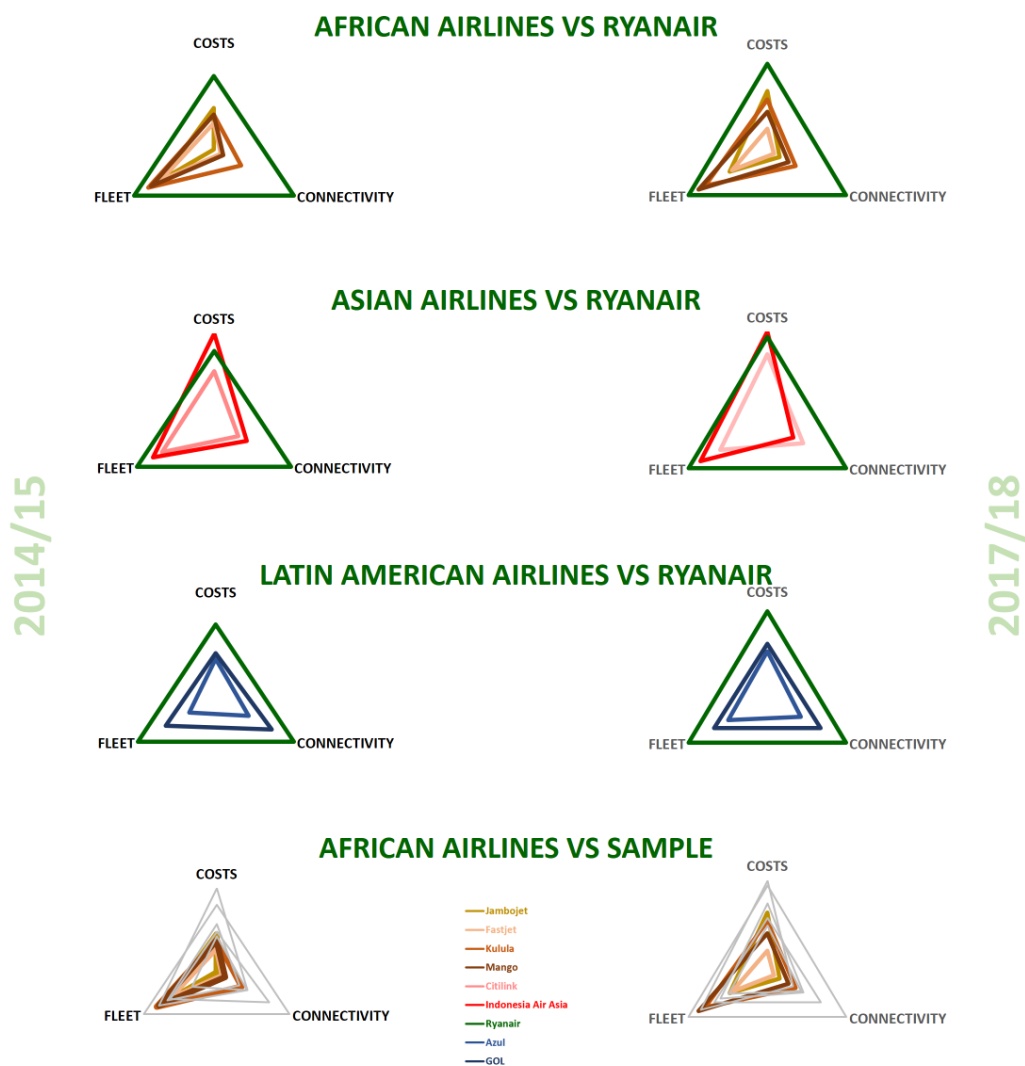 AFRICAN AIRLINES VS RYANAIR
COSTS
COSTS
FLEET
CONNECTIVITY
FLEET
CONNECTIVITY
ASIAN AIRLINES VS RYANAIR
COSTS
COSTS
FLEET
CONNECTIVITY
FLEET
CONNECTIVITY
2014/15
2017/18
LATIN AMERICAN AIRLINES VS RYANAIR
COSTS
COSTS
FLEET
CONNECTIVITY
FLEET
CONNECTIVITY
AFRICAN AIRLINES VS SAMPLE
COSTS
COSTS
Jambojet
Fastjet
Kulula
Mango
Citilink
Indonesia Air Asia
Ryanair
Azul
GOL
FLEET
CONNECTIVITY
FLEET
CONNECTIVITY